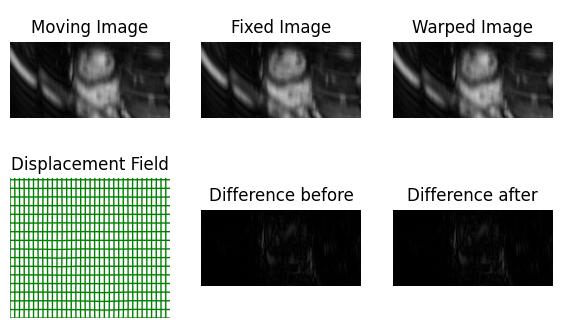 Moving Image
Fixed Image
Warped Image
Displacement Field
Difference before
Difference after